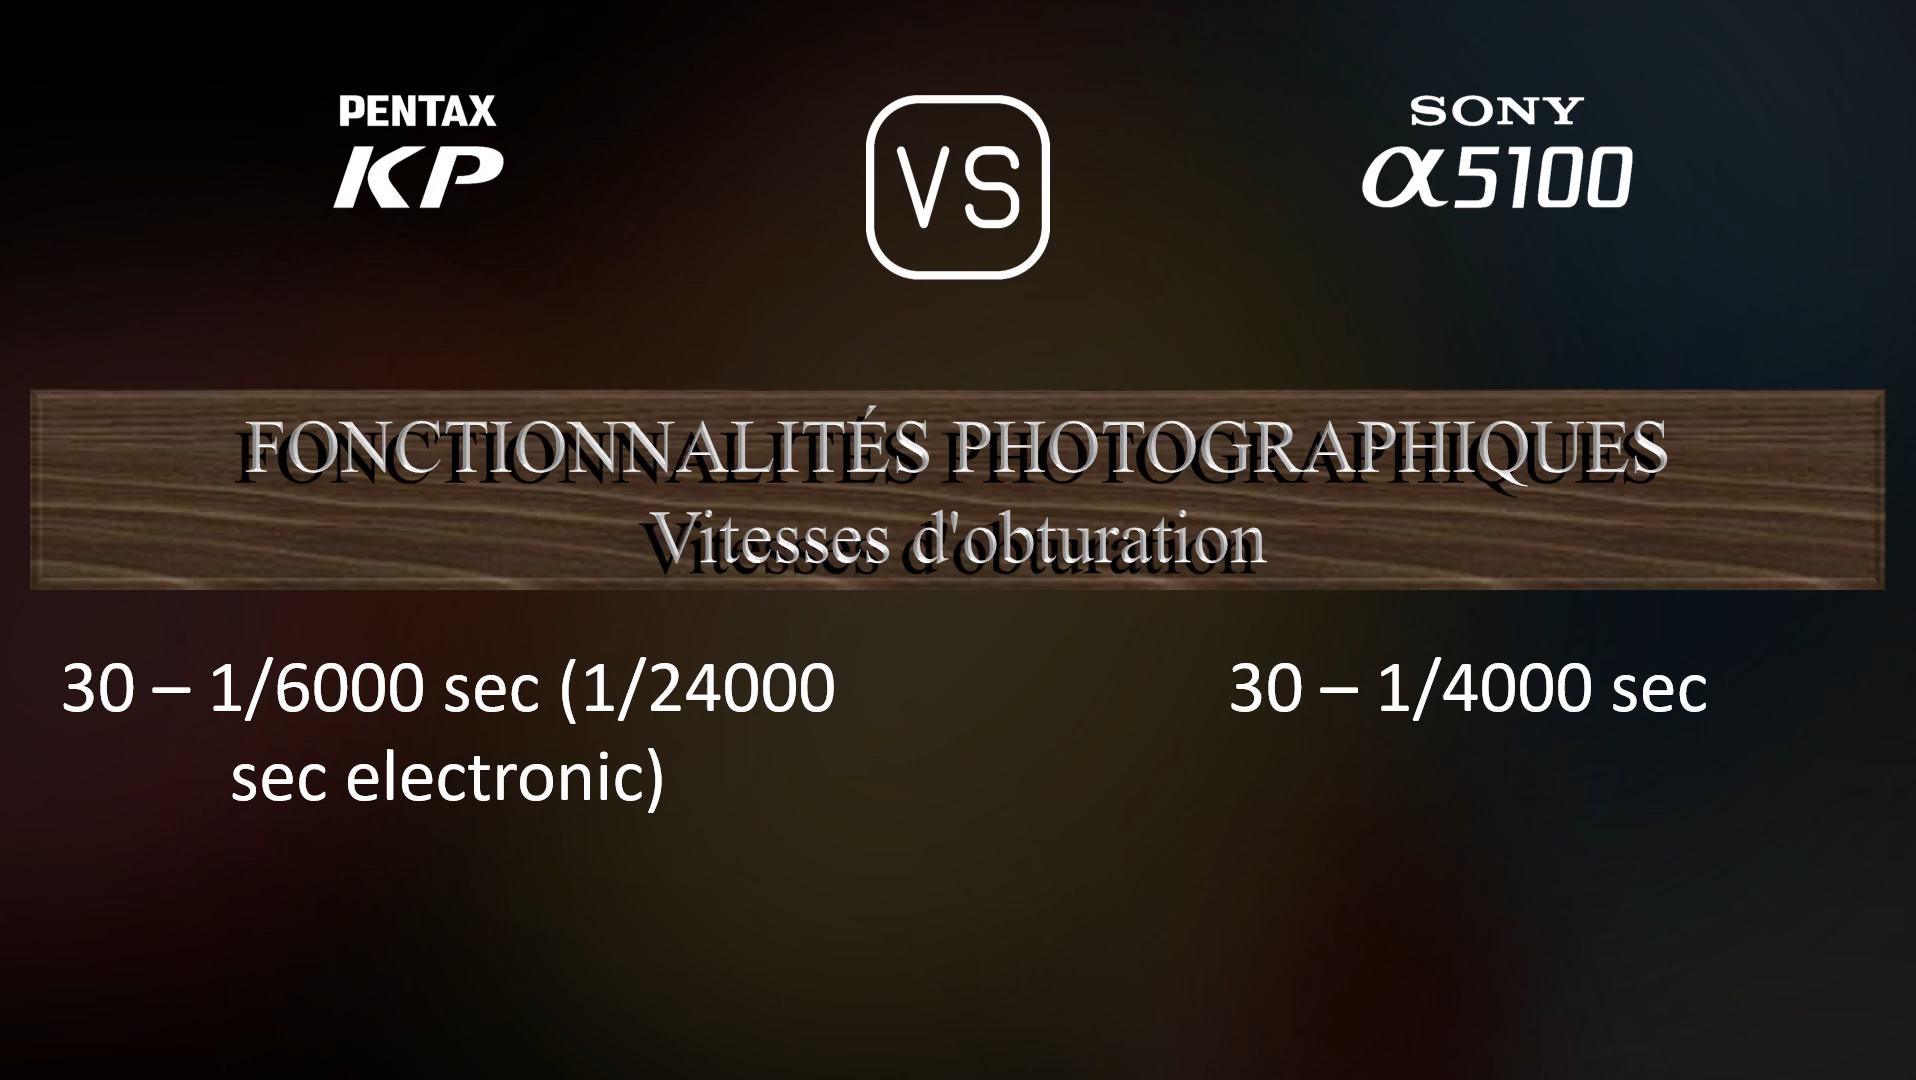 PENTAX
KP
VS
SONY
α5100
FONCTIONNALITÉS PHOTOGRAPHIQUES
Vitesses d'obturation
30 – 1/6000 sec (1/24000
sec electronic)
30 – 1/4000 sec